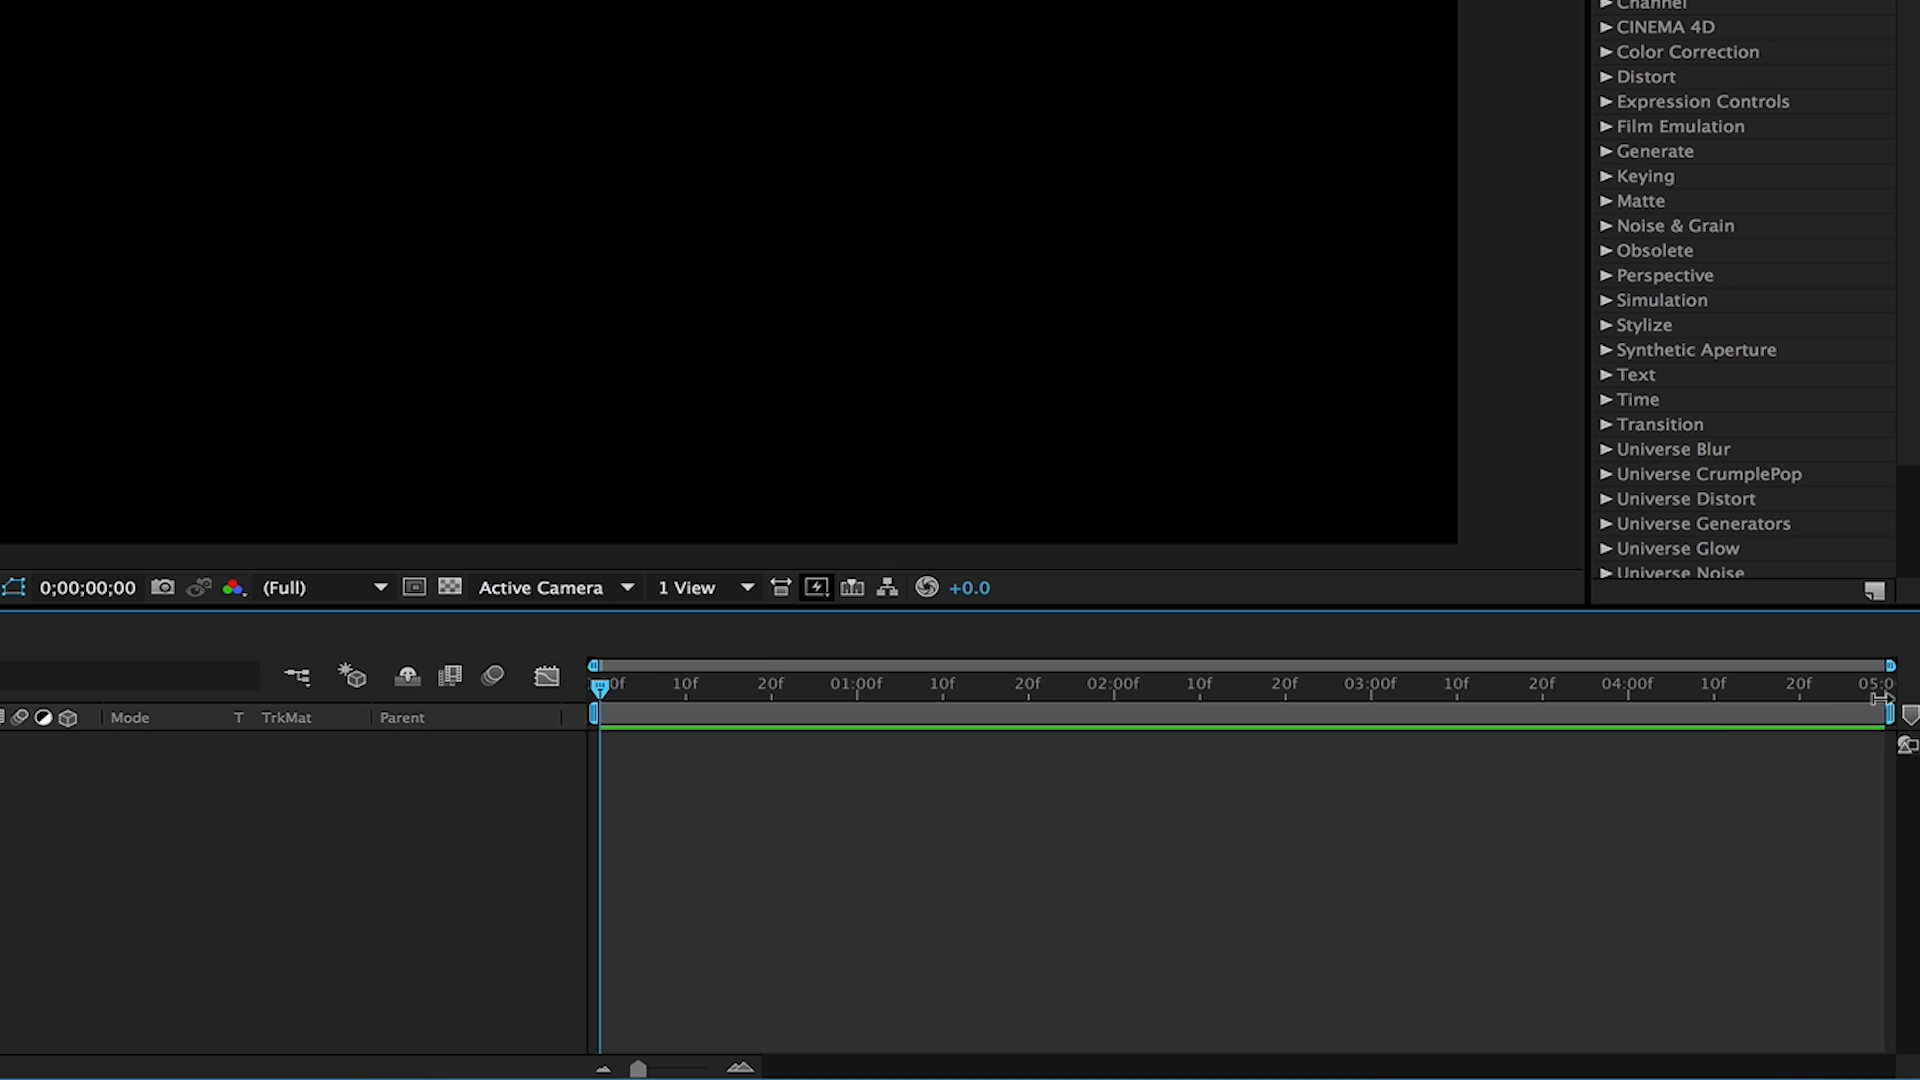 Channel
CINEMA 4D
Color Correction
Distort
Expression Controls
Film Emulation
Generate
Keying
Matte
Noise & Grain
Obsolete
Perspective
Simulation
Stylize
Synthetic Aperture
Text
Time
Transition
Universe Blur
Universe CrumplePop
Universe Distort
Universe Generators
Universe Glow
Universe Noise
0;00;00;00 (Full) Active Camera 1 View +0.0
10f 20f 01:00f 10f 20f 02:00f 10f 20f 03:00f 10f 20f 04:00f 10f 20f
Mode T TrkMat Parent